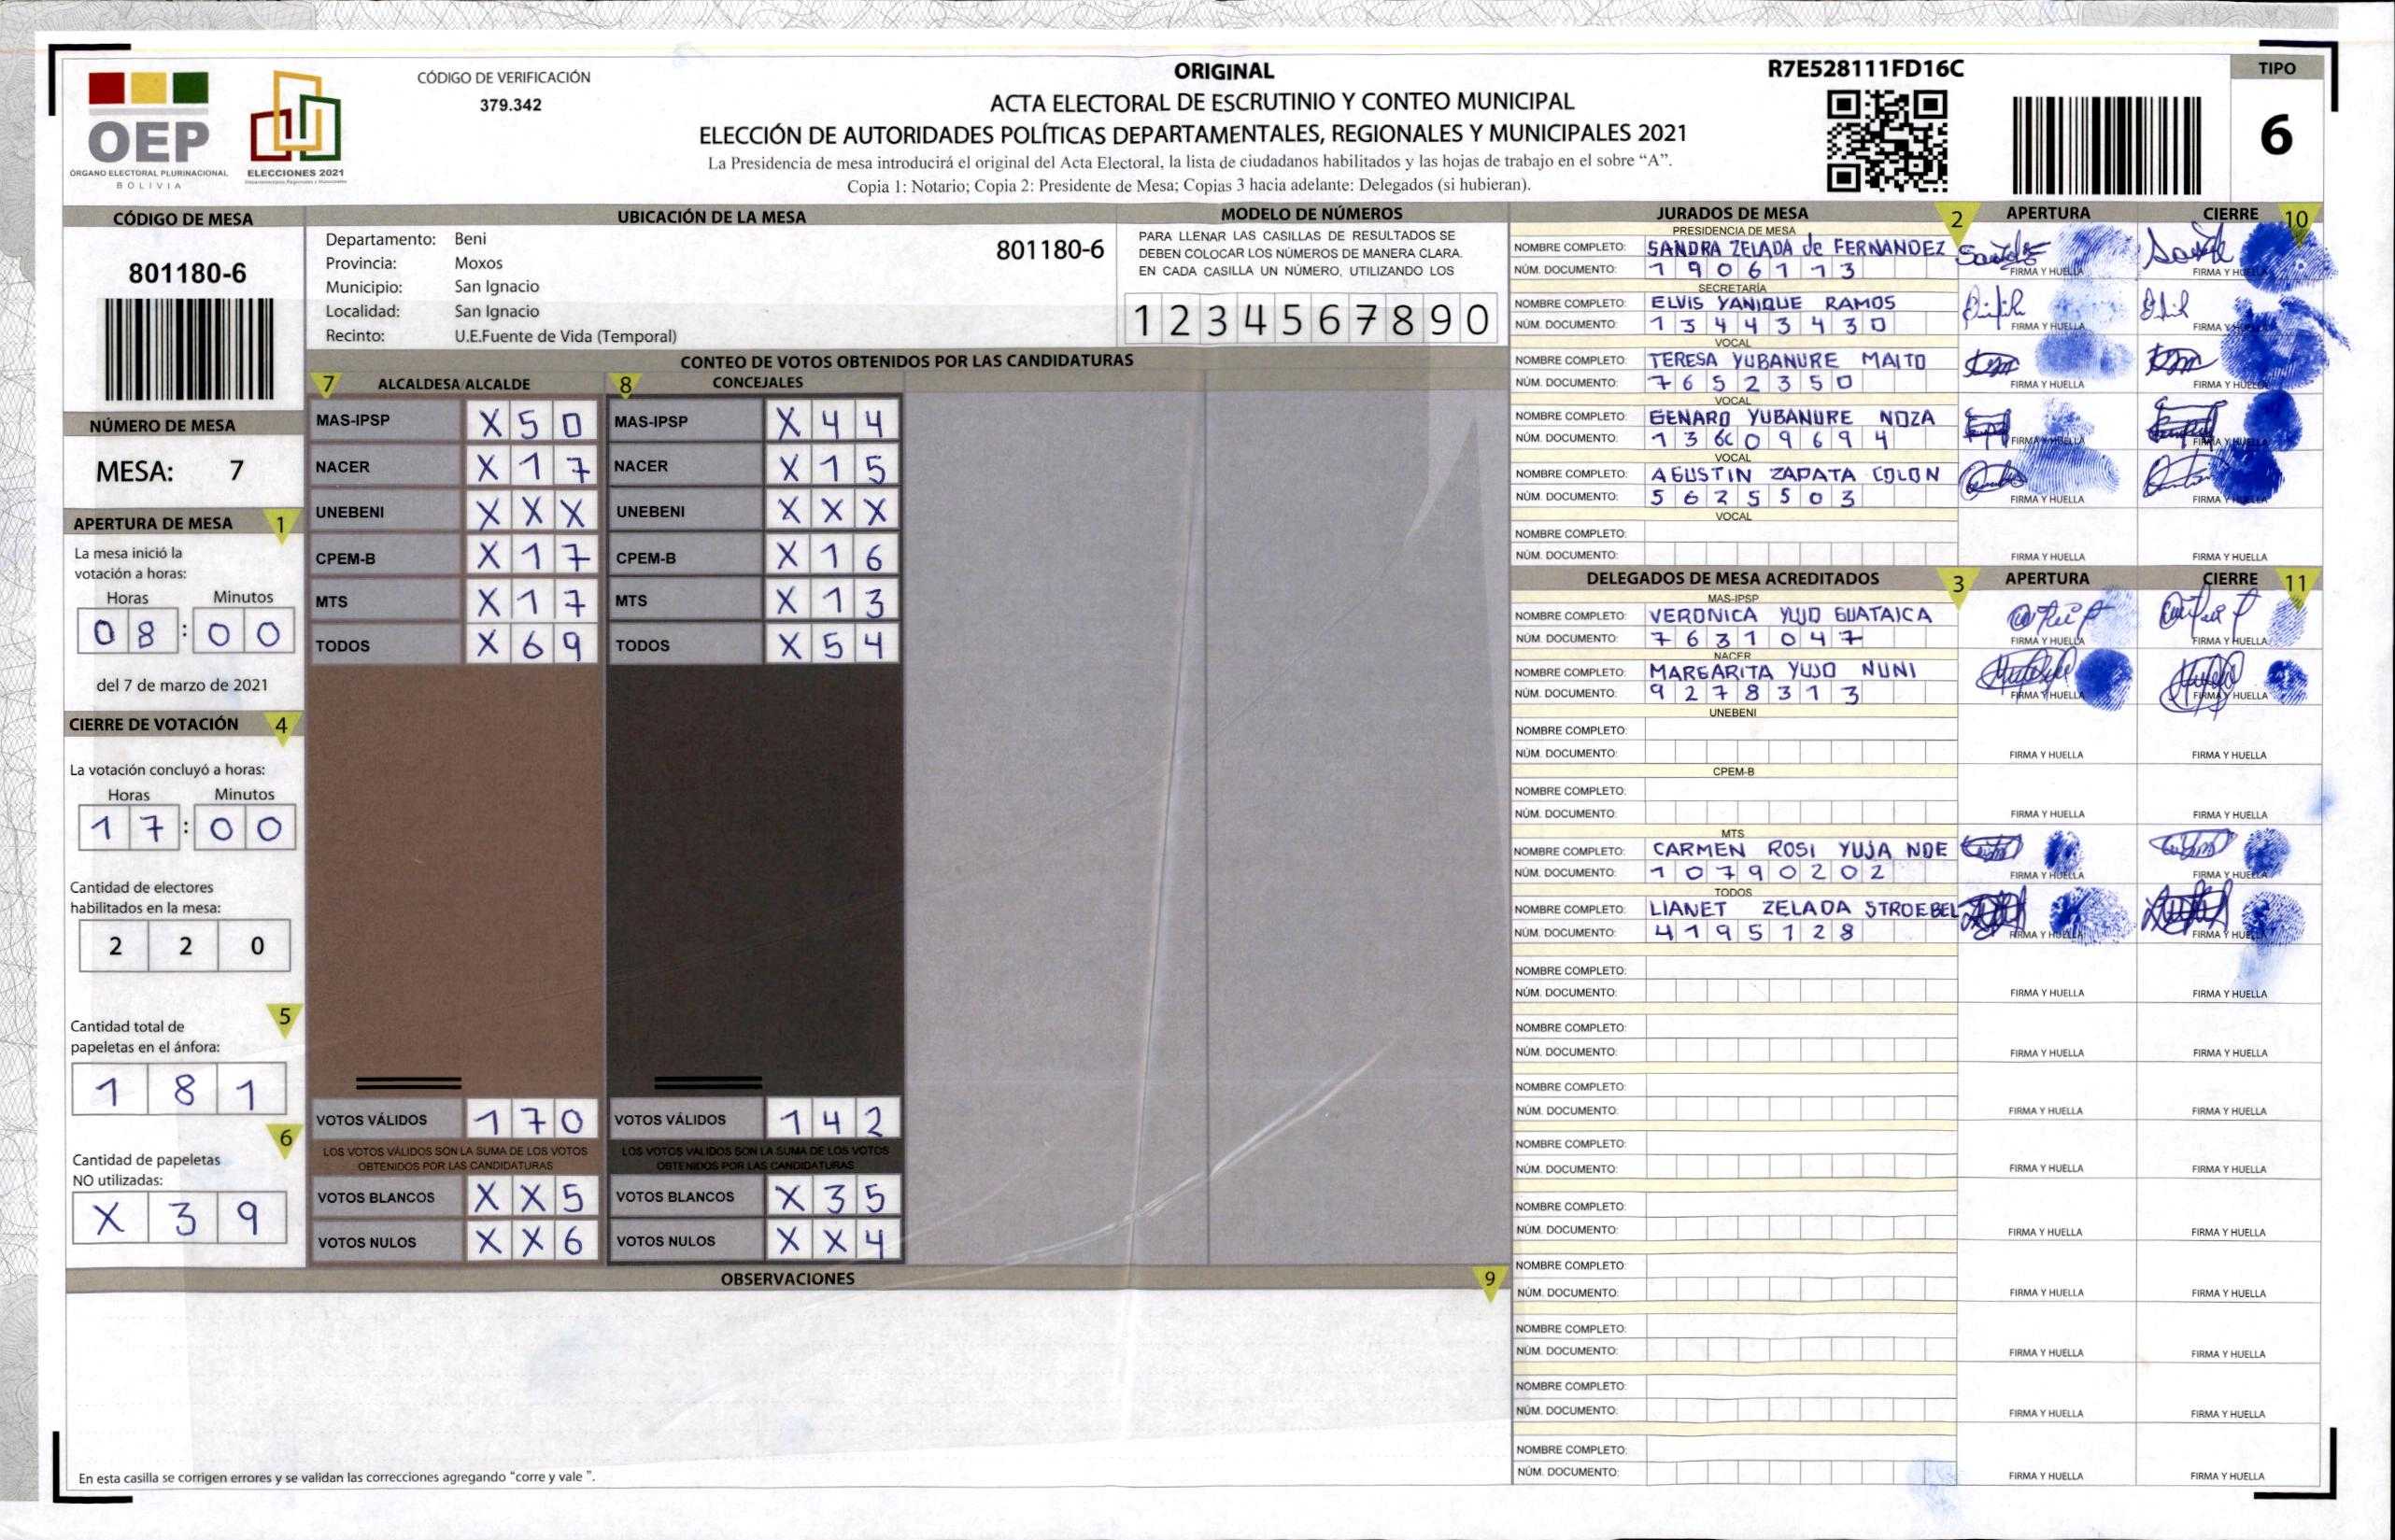 OEP
ÓRGANO ELECTORAL PLURINACIONAL
BOLIVIA
ELECCIONES 2021
CÓDIGO DE VERIFICACIÓN
379.342
ORIGINAL
ACTA ELECTORAL DE ESCRUTINIO Y CONTEO MUNICIPAL
ELECCIÓN DE AUTORIDADES POLÍTICAS DEPARTAMENTALES, REGIONALES Y MUNICIPALES 2021
La Presidencia de mesa introducirá el original del Acta Electoral, la lista de ciudadanos habilitados y las hojas de trabajo en el sobre “A”.
Copia 1: Notario; Copia 2: Presidente de Mesa; Copias 3 hacia adelante: Delegados (si hubieran).
R7E528111FD16C
TIPO
6
CÓDIGO DE MESA
801180-6
NÚMERO DE MESA
MESA: 7
APERTURA DE MESA 1
La mesa inició la
votación a horas:
Horas Minutos
0 8 : 0 0
del 7 de marzo de 2021
CIERRE DE VOTACIÓN 4
La votación concluyó a horas:
Horas Minutos
1 7 : 0 0
Cantidad de electores
habilitados en la mesa:
2 2 0
5
Cantidad total de
papeletas en el ánfora:
1 8 1
6
Cantidad de papeletas
NO utilizadas:
X 3 9
UBICACIÓN DE LA MESA
Departamento: Beni
801180-6
Provincia: Moxos
Municipio: San Ignacio
Localidad: San Ignacio
Recinto: U.E.Fuente de Vida (Temporal)
MODELO DE NÚMEROS
PARA LLENAR LAS CASILLAS DE RESULTADOS SE
DEBEN COLOCAR LOS NÚMEROS DE MANERA CLARA.
EN CADA CASILLA UN NÚMERO, UTILIZANDO LOS
1 2 3 4 5 6 7 8 9 0
CONTEO DE VOTOS OBTENIDOS POR LAS CANDIDATURAS
7 ALCALDESA/ALCALDE
MAS-IPSP X 5 0
NACER X 1 7
UNEBENI X X X
CPEM-B X 1 7
MTS X 1 7
TODOS X 6 9
VOTOS VÁLIDOS 1 7 0
LOS VOTOS VÁLIDOS SON LA SUMA DE LOS VOTOS
OBTENIDOS POR LAS CANDIDATURAS
VOTOS BLANCOS X X 5
VOTOS NULOS X X 6
8 CONCEJALES
MAS-IPSP X 4 4
NACER X 1 5
UNEBENI X X X
CPEM-B X 1 6
MTS X 1 3
TODOS X 5 4
VOTOS VÁLIDOS 1 4 2
LOS VOTOS VÁLIDOS SON LA SUMA DE LOS VOTOS
OBTENIDOS POR LAS CANDIDATURAS
VOTOS BLANCOS X 3 5
VOTOS NULOS X X 4
OBSERVACIONES 9
En esta casilla se corrigen errores y se validan las correcciones agregando “corre y vale ”.
JURADOS DE MESA 2 APERTURA CIERRE 10
PRESIDENCIA DE MESA
NOMBRE COMPLETO: SANDRA ZELADA de FERNANDEZ
NÚM. DOCUMENTO: 1 9 0 6 1 1 3 FIRMA Y HUELLA FIRMA Y HUELLA
SECRETARÍA
NOMBRE COMPLETO: ELVIS YANIQUE RAMOS
NÚM. DOCUMENTO: 1 3 4 4 3 4 3 0 FIRMA Y HUELLA FIRMA Y HUELLA
VOCAL
NOMBRE COMPLETO: TERESA YUBANURE MAITO
NÚM. DOCUMENTO: 7 6 5 2 3 5 0 FIRMA Y HUELLA FIRMA Y HUELLA
VOCAL
NOMBRE COMPLETO: GENARO YUBANURE NOZA
NÚM. DOCUMENTO: FIRMA Y HUELLA FIRMA Y HUELLA
VOCAL
NOMBRE COMPLETO: AGUSTIN ZAPATA COLON
NÚM. DOCUMENTO: 5 6 2 5 5 0 3 FIRMA Y HUELLA FIRMA Y HUELLA
VOCAL
NOMBRE COMPLETO:
NÚM. DOCUMENTO: FIRMA Y HUELLA FIRMA Y HUELLA
DELEGADOS DE MESA ACREDITADOS 3 APERTURA CIERRE 11
MAS-IPSP
NOMBRE COMPLETO: VERONICA YUJO GUATAICA
NÚM. DOCUMENTO: 7 6 3 1 0 4 7 FIRMA Y HUELLA FIRMA Y HUELLA
NACER
NOMBRE COMPLETO: MARGARITA YUJO NUNI
NÚM. DOCUMENTO: 9 2 7 8 3 1 3 FIRMA Y HUELLA FIRMA Y HUELLA
UNEBENI
NOMBRE COMPLETO:
NÚM. DOCUMENTO: FIRMA Y HUELLA FIRMA Y HUELLA
CPEM-B
NOMBRE COMPLETO:
NÚM. DOCUMENTO: FIRMA Y HUELLA FIRMA Y HUELLA
MTS
NOMBRE COMPLETO: CARMEN ROSI YUJA NOE
NÚM. DOCUMENTO: 1 0 7 9 0 2 0 2 FIRMA Y HUELLA FIRMA Y HUELLA
TODOS
NOMBRE COMPLETO: LIANET ZELADA STROEBEL
NÚM. DOCUMENTO: 4 1 9 5 1 2 8 FIRMA Y HUELLA FIRMA Y HUELLA
NOMBRE COMPLETO:
NÚM. DOCUMENTO: FIRMA Y HUELLA FIRMA Y HUELLA
NOMBRE COMPLETO:
NÚM. DOCUMENTO: FIRMA Y HUELLA FIRMA Y HUELLA
NOMBRE COMPLETO:
NÚM. DOCUMENTO: FIRMA Y HUELLA FIRMA Y HUELLA
NOMBRE COMPLETO:
NÚM. DOCUMENTO: FIRMA Y HUELLA FIRMA Y HUELLA
NOMBRE COMPLETO:
NÚM. DOCUMENTO: FIRMA Y HUELLA FIRMA Y HUELLA
NOMBRE COMPLETO:
NÚM. DOCUMENTO: FIRMA Y HUELLA FIRMA Y HUELLA
NOMBRE COMPLETO:
NÚM. DOCUMENTO: FIRMA Y HUELLA FIRMA Y HUELLA
NOMBRE COMPLETO:
NÚM. DOCUMENTO: FIRMA Y HUELLA FIRMA Y HUELLA
NOMBRE COMPLETO:
NÚM. DOCUMENTO: FIRMA Y HUELLA FIRMA Y HUELLA